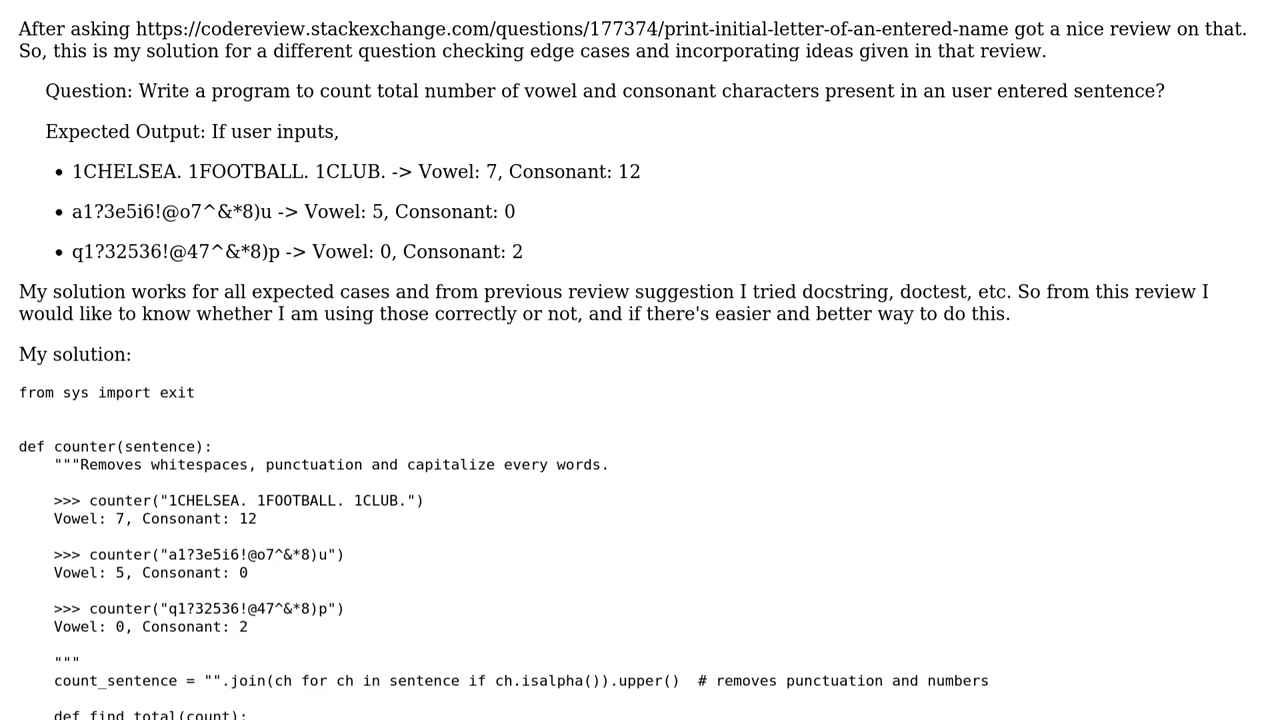 After asking https://codereview.stackexchange.com/questions/177374/print-initial-letter-of-an-entered-name got a nice review on that.
So, this is my solution for a different question checking edge cases and incorporating ideas given in that review.
Question: Write a program to count total number of vowel and consonant characters present in an user entered sentence?
Expected Output: If user inputs,
• 1CHELSEA. 1FOOTBALL. 1CLUB. -> Vowel: 7, Consonant: 12
• a1?3e5i6!@o7^&*8)u -> Vowel: 5, Consonant: 0
• q1?32536!@47^&*8)p -> Vowel: 0, Consonant: 2
My solution works for all expected cases and from previous review suggestion I tried docstring, doctest, etc. So from this review I
would like to know whether I am using those correctly or not, and if there's easier and better way to do this.
My solution:
from sys import exit
def counter(sentence):
    """Removes whitespaces, punctuation and capitalize every words.
    >>> counter("1CHELSEA. 1FOOTBALL. 1CLUB.")
    Vowel: 7, Consonant: 12
    >>> counter("a1?3e5i6!@o7^&*8)u")
    Vowel: 5, Consonant: 0
    >>> counter("q1?32536!@47^&*8)p")
    Vowel: 0, Consonant: 2
    """
    count_sentence = "".join(ch for ch in sentence if ch.isalpha()).upper()  # removes punctuation and numbers
    def find_total(count):